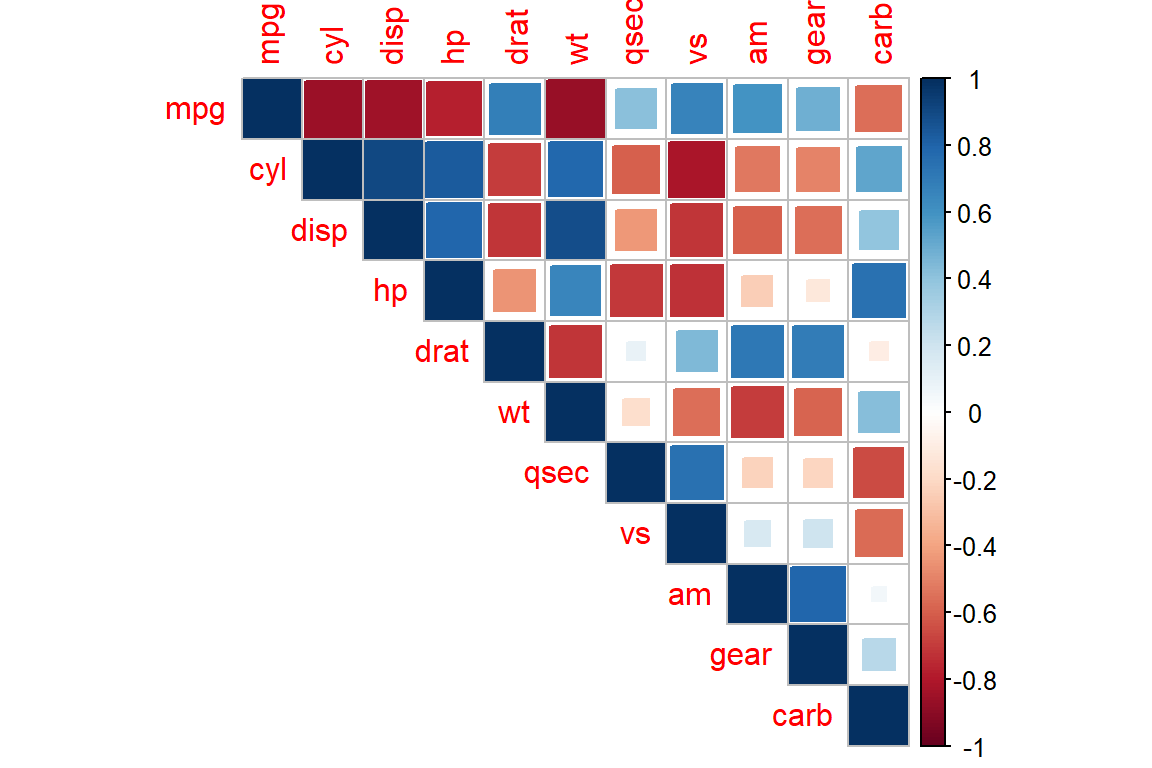 mpg cyl disp hp drat wt qsec vs am gear carb
mpg
cyl
disp
hp
drat
wt
qsec
vs
am
gear
carb
1
0.8
0.6
0.4
0.2
0
-0.2
-0.4
-0.6
-0.8
-1